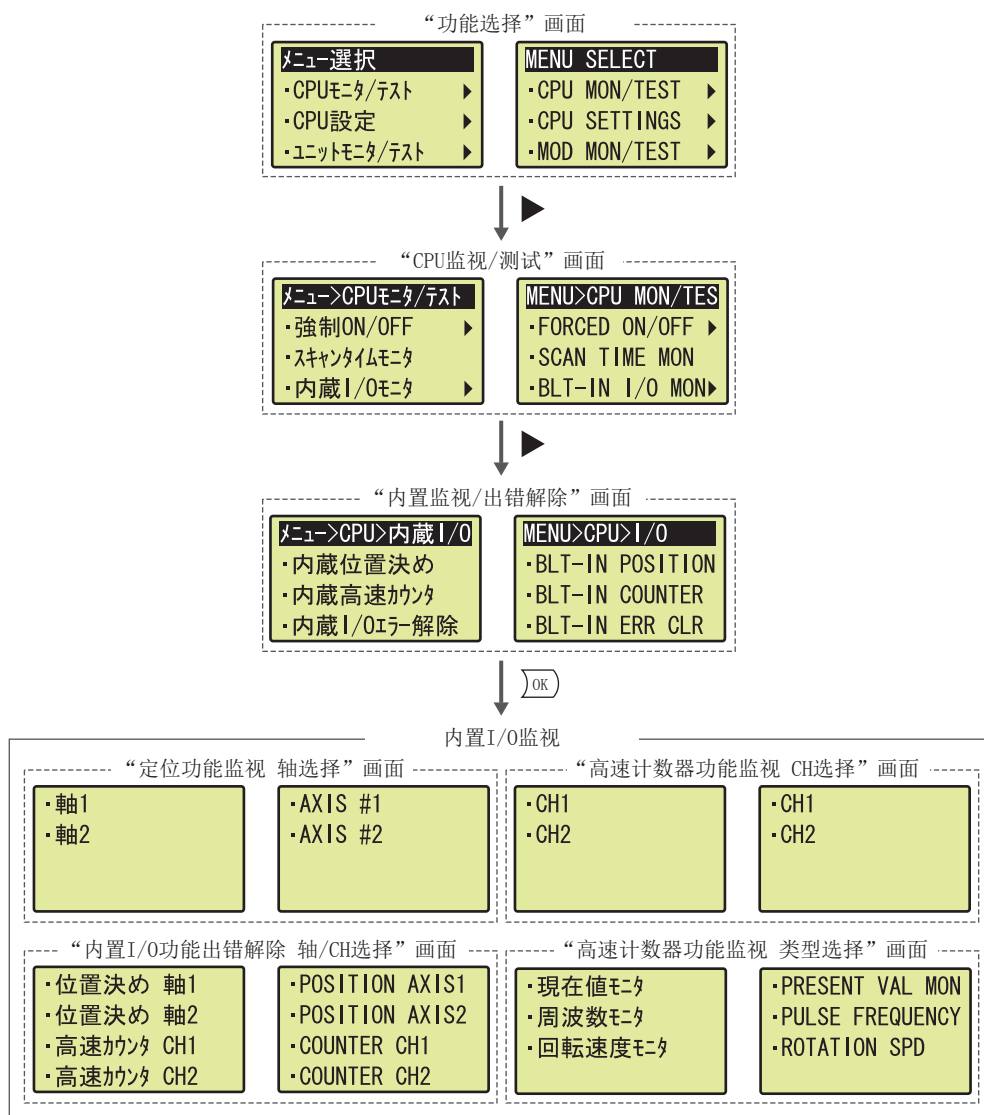 “功能选择”画面
ﾒﾆｭｰ選択
･CPUﾓﾆﾀ/ﾃｽﾄ ▶
･CPU設定 ▶
･ﾕﾆｯﾄﾓﾆﾀ/ﾃｽﾄ ▶
MENU SELECT
･CPU MON/TEST ▶
･CPU SETTINGS ▶
･MOD MON/TEST ▶
“CPU监视/测试”画面
ﾒﾆｭｰ>CPUﾓﾆﾀ/ﾃｽﾄ
･強制ON/OFF ▶
･ｽｷｬﾝﾀｲﾑﾓﾆﾀ
･内蔵I/Oﾓﾆﾀ ▶
MENU>CPU MON/TES
･FORCED ON/OFF ▶
･SCAN TIME MON
･BLT-IN I/O MON▶
“内置监视/出错解除”画面
ﾒﾆｭｰ>CPU>内蔵I/O
･内蔵位置決め
･内蔵高速ｶｳﾝﾀ
･内蔵I/Oｴﾗｰ解除
MENU>CPU>I/O
･BLT-IN POSITION
･BLT-IN COUNTER
･BLT-IN ERR CLR
OK
内置I/O监视
“定位功能监视 轴选择”画面
･軸1
･軸2
･AXIS #1
･AXIS #2
“高速计数器功能监视 CH选择”画面
･CH1
･CH2
･CH1
･CH2
“内置I/O功能出错解除 轴/CH选择”画面
･位置決め 軸1
･位置決め 軸2
･高速ｶｳﾝﾀ CH1
･高速ｶｳﾝﾀ CH2
･POSITION AXIS1
･POSITION AXIS2
･COUNTER CH1
･COUNTER CH2
“高速计数器功能监视 类型选择”画面
･現在値ﾓﾆﾀ
･周波数ﾓﾆﾀ
･回転速度ﾓﾆﾀ
･PRESENT VAL MON
･PULSE FREQUENCY
･ROTATION SPD